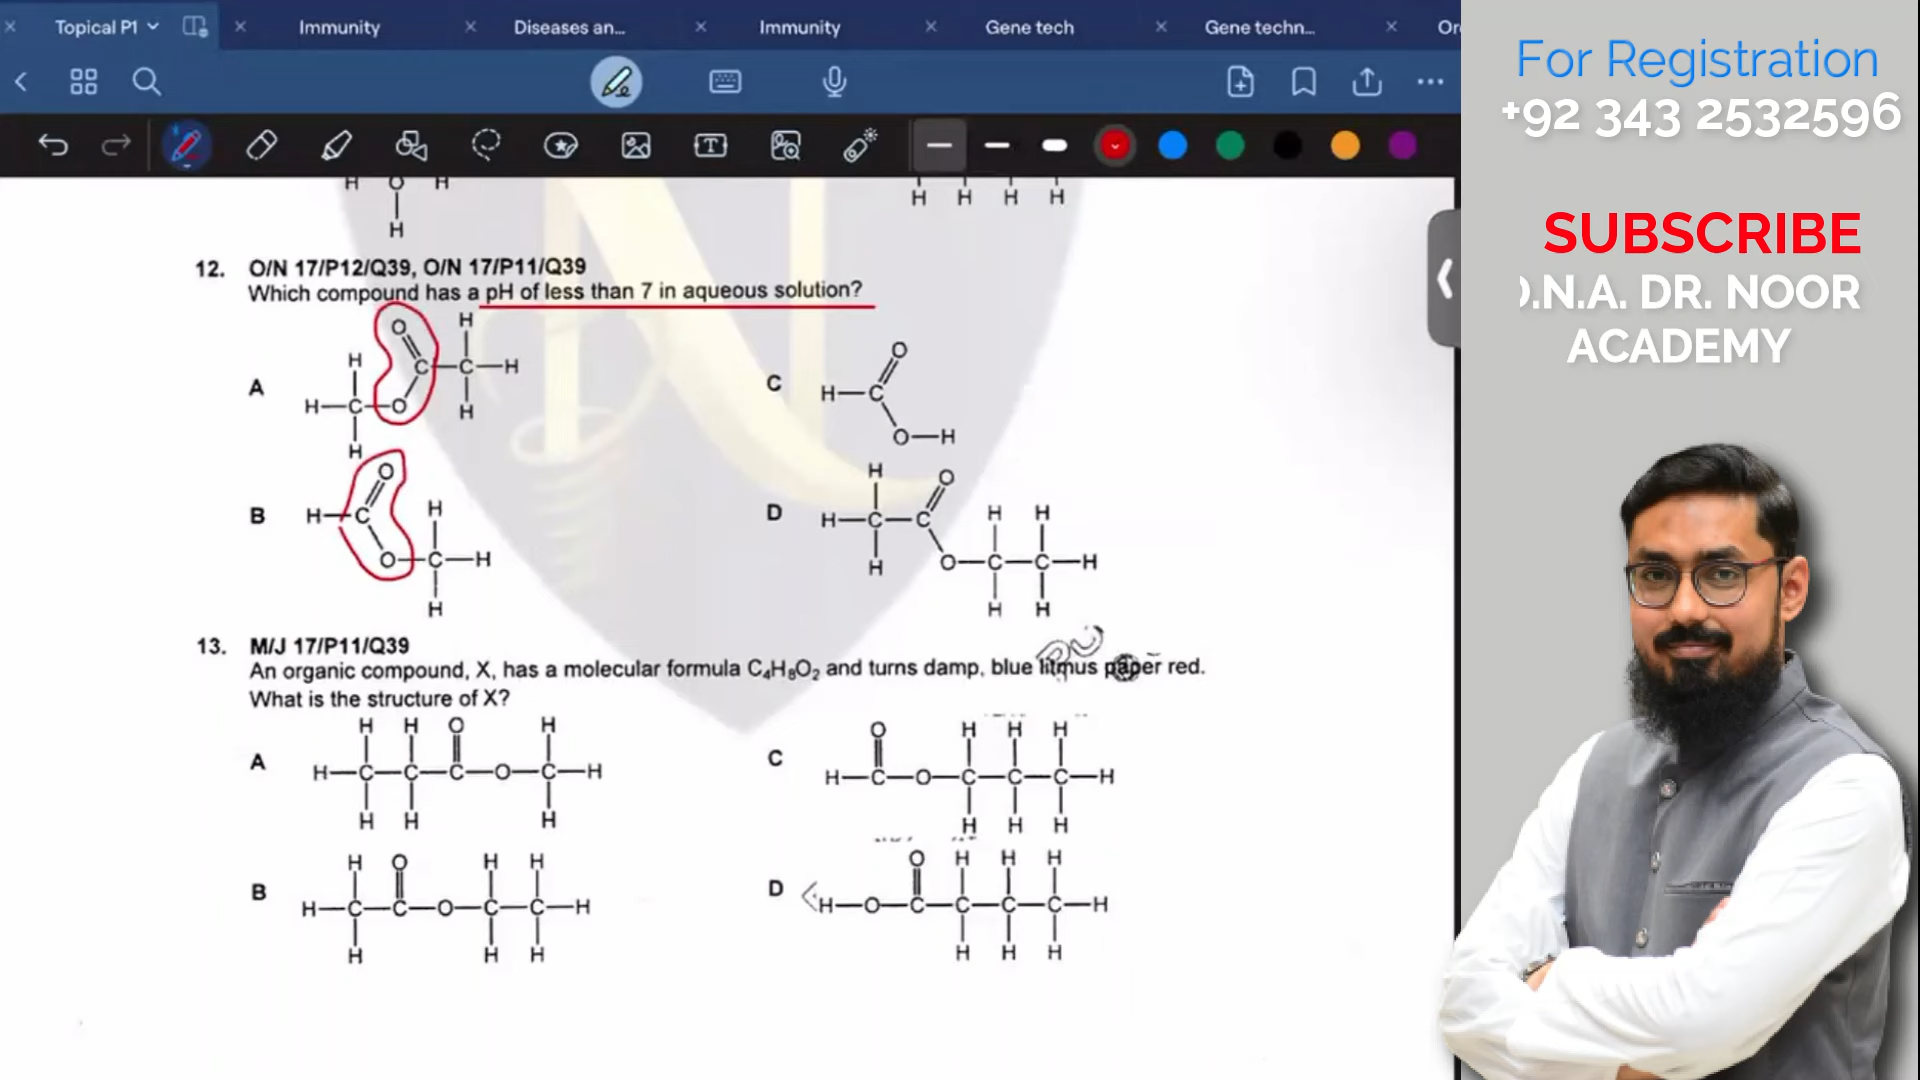 Topical P1
Immunity
Diseases an...
Immunity
Gene tech
Gene techn...
Or
For Registration
+92 343 2532596
SUBSCRIBE
D.N.A. DR. NOOR
ACADEMY
H O H
H
H H H H
12. O/N 17/P12/Q39, O/N 17/P11/Q39
Which compound has a pH of less than 7 in aqueous solution?
A
H
H C O
H
O
C
H
C H
H
C
H C
O
O H
B
H C
O
O
H
C H
H
D
H
H C C
H
O
O
H H
C C H
H H
13. M/J 17/P11/Q39
An organic compound, X, has a molecular formula C₄H₈O₂ and turns damp, blue litmus paper red.
What is the structure of X?
A
H H O H
H C C C O C H
H H H
C
O H H H
H C O C C C H
H H H
B
H O H H
H C C O C C H
H H H
D
O H H H
H O C C C C H
H H H